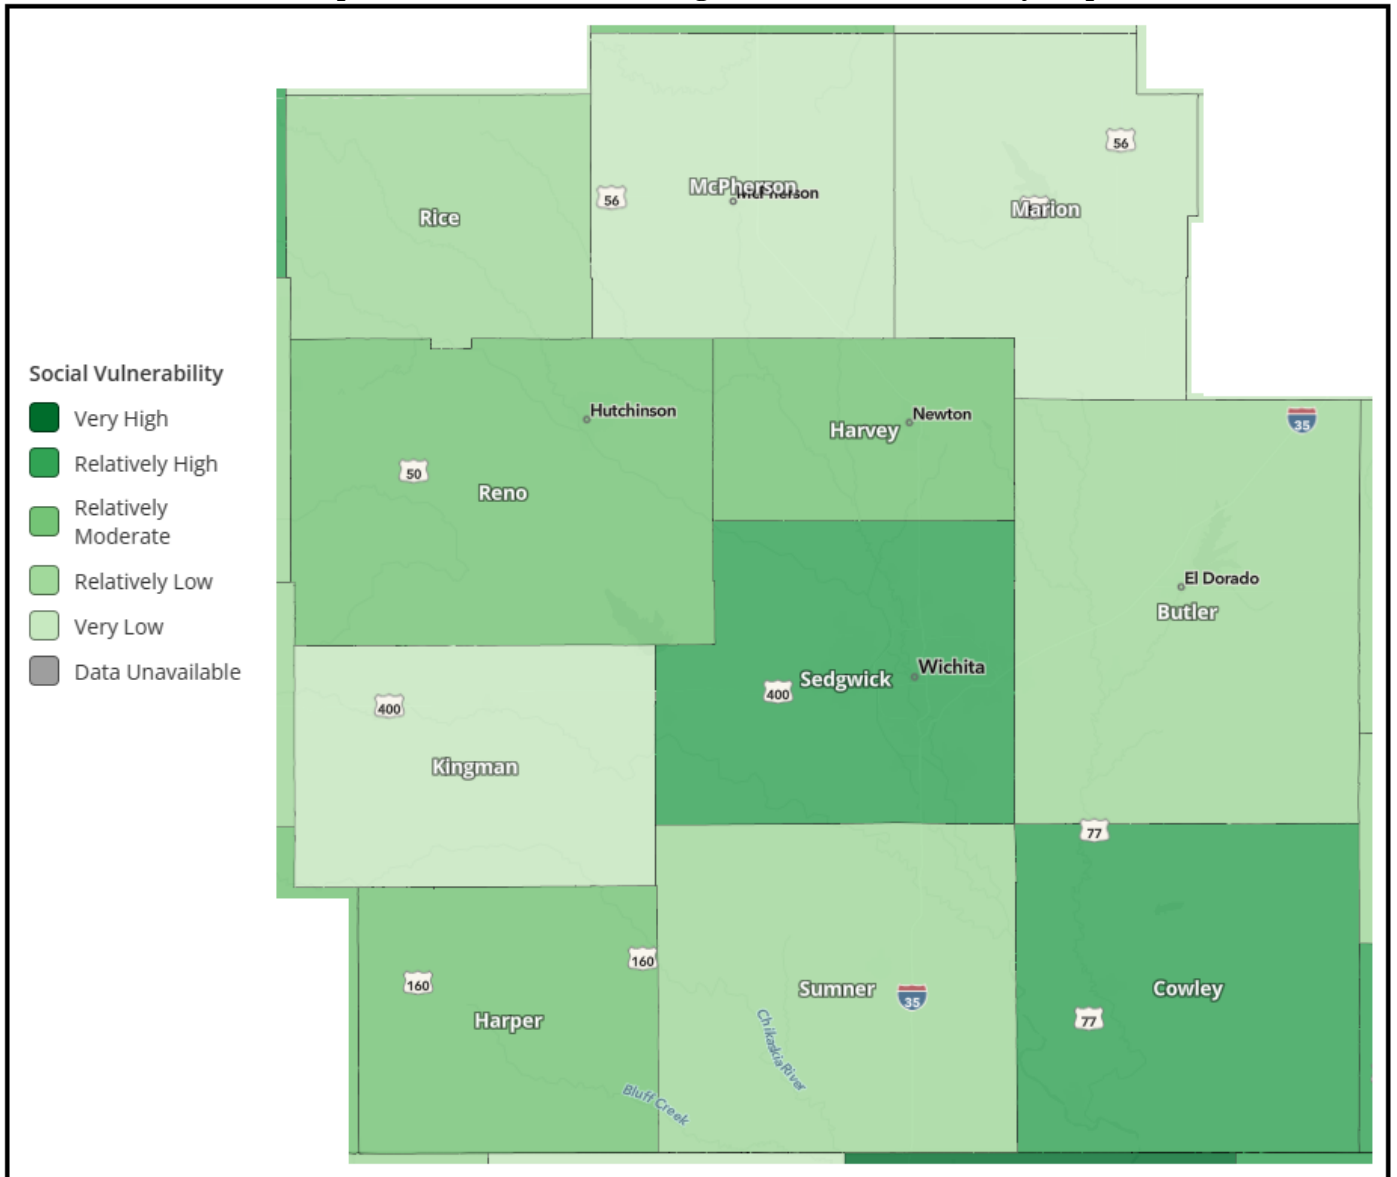 Social Vulnerability
Very High
Relatively High
Relatively
Moderate
Relatively Low
Very Low
Data Unavailable
56
Rice
56
McPherson
McPherson
Marion
Hutchinson
50
Reno
Harvey
Newton
35
El Dorado
Butler
400
Kingman
400
Sedgwick
Wichita
77
160
160
Harper
Sumner
35
Cowley
77
Chikaskia River
Bluff Creek